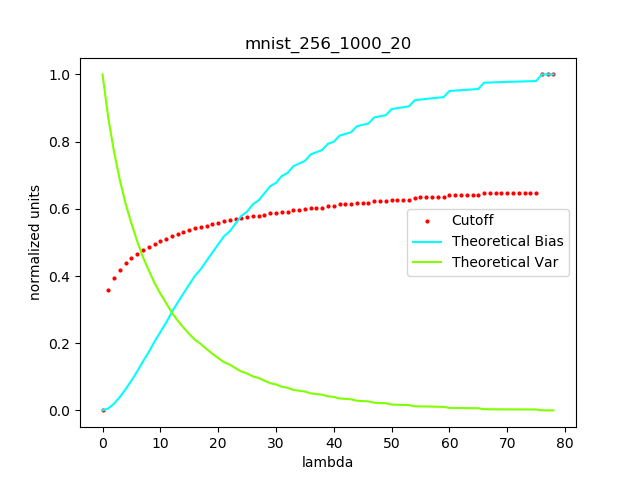 mnist_256_1000_20
normalized units
1.0
0.8
0.6
0.4
0.2
0.0
Cutoff
Theoretical Bias
Theoretical Var
0 10 20 30 40 50 60 70 80
lambda